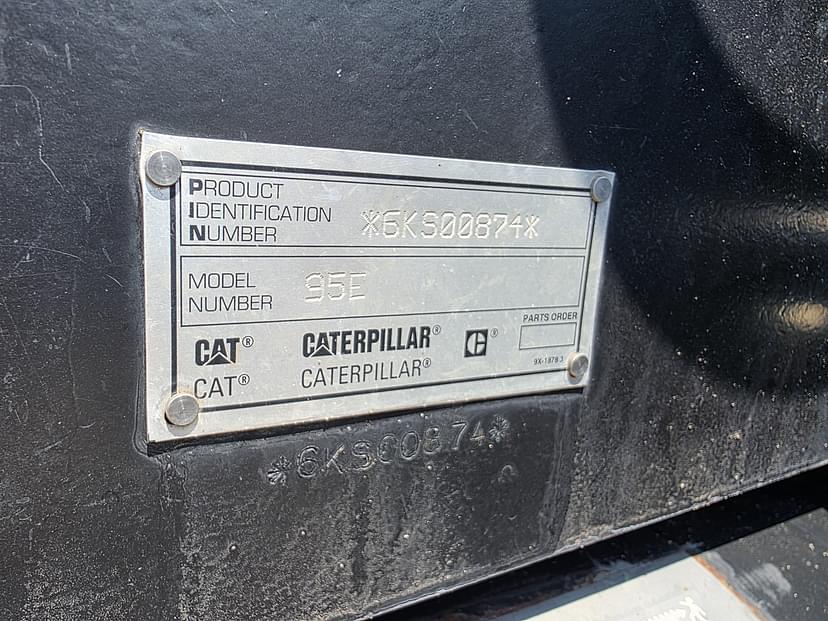 PRODUCT
IDENTIFICATION
NUMBER
*6KS00874*
MODEL
NUMBER
95E
PARTS ORDER
CAT® CATERPILLAR® C®
CAT® CATERPILLAR®
9X-1878 3
*6KS00874*